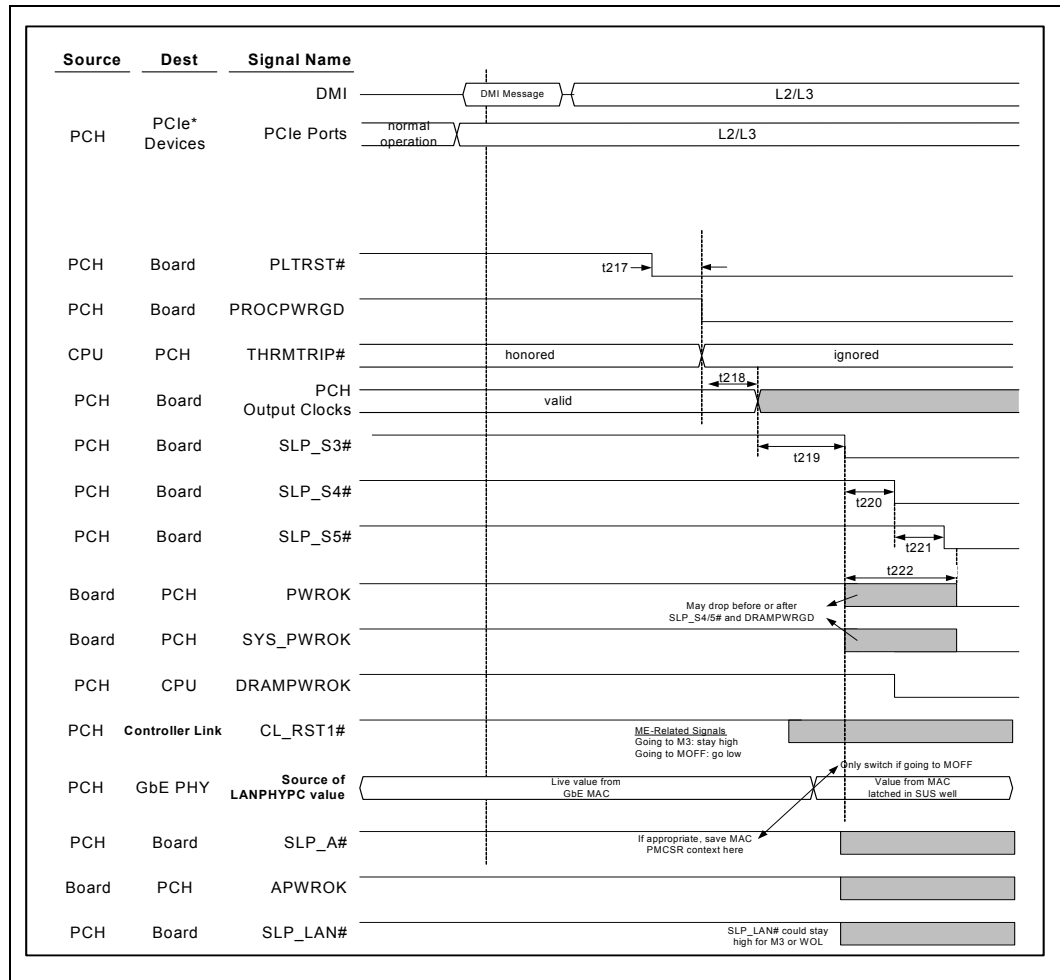 Source Dest Signal Name
DMI DMI Message L2/L3
PCH PCIe* Devices PCIe Ports normal operation L2/L3
PCH Board PLTRST# t217
PCH Board PROCPWRGD
CPU PCH THRMTRIP# honored ignored
t218
PCH Board PCH Output Clocks valid
PCH Board SLP_S3#
t219
PCH Board SLP_S4#
t220
PCH Board SLP_S5#
t221
t222
Board PCH PWROK
May drop before or after
SLP_S4/5# and DRAMPWRGD
Board PCH SYS_PWROK
PCH CPU DRAMPWROK
PCH Controller Link CL_RST1#
ME-Related Signals
Going to M3: stay high
Going to MOFF: go low
Only switch if going to MOFF
PCH GbE PHY Source of LANPHYPC value
Live value from
GbE MAC
Value from MAC
latched in SUS well
If appropriate, save MAC
PMCSR context here
PCH Board SLP_A#
Board PCH APWROK
PCH Board SLP_LAN#
SLP_LAN# could stay
high for M3 or WOL